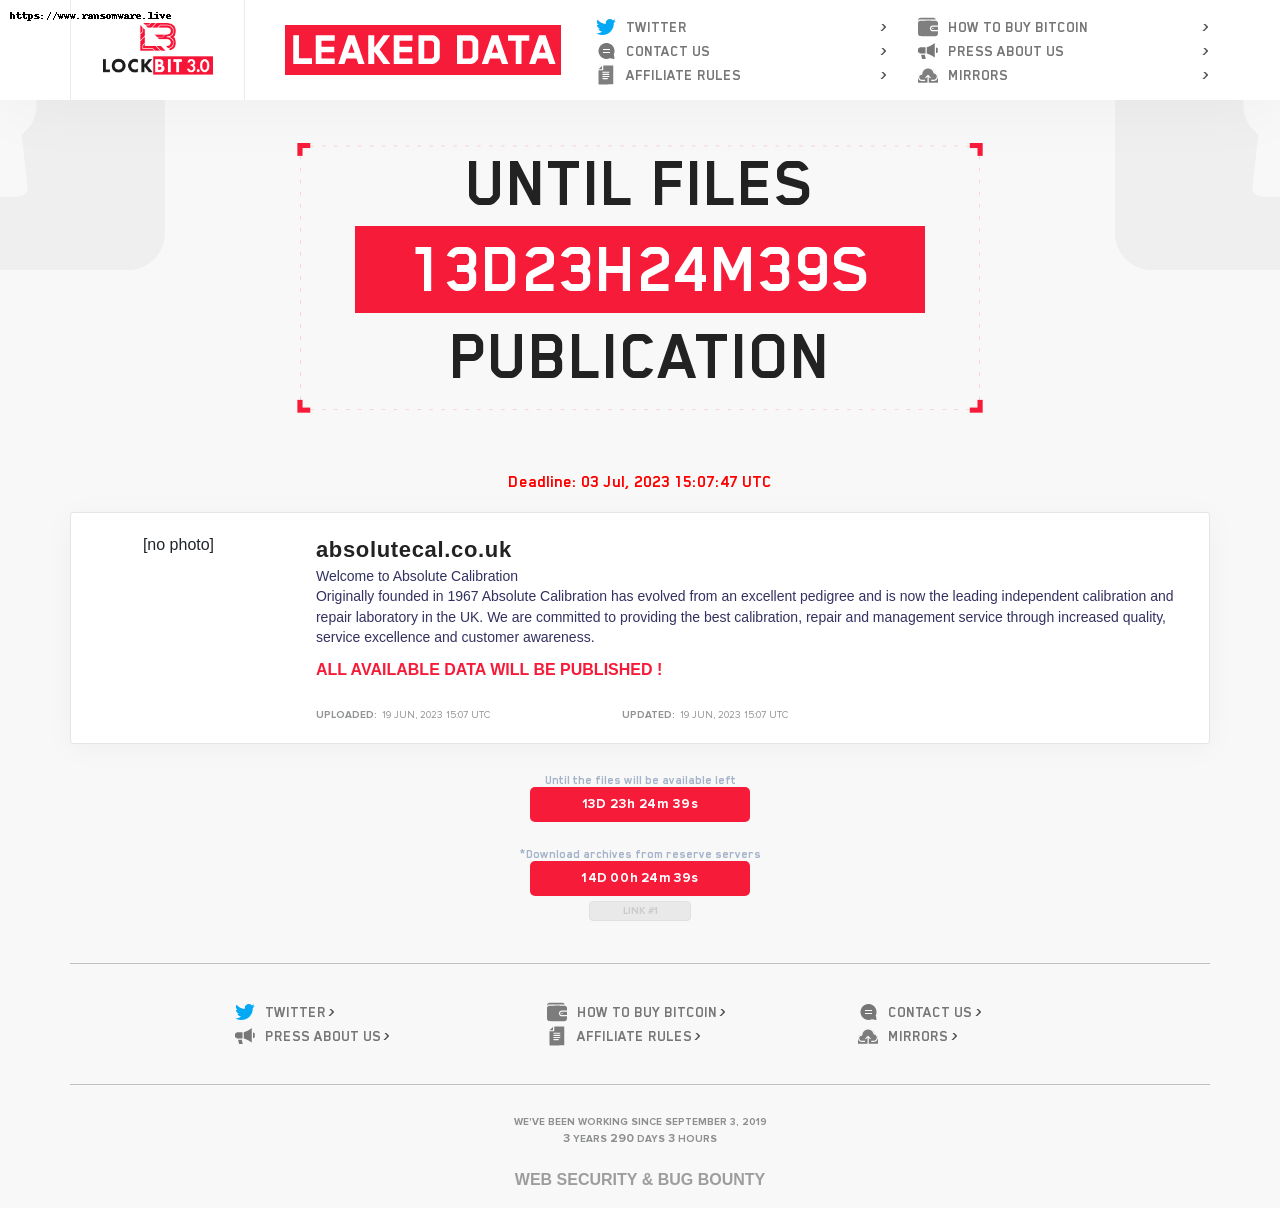 https://www.ransomware.live
LOCKBIT 3.0
LEAKED DATA
TWITTER >
CONTACT US >
AFFILIATE RULES >
HOW TO BUY BITCOIN >
PRESS ABOUT US >
MIRRORS >
UNTIL FILES
13D23H24M39S
PUBLICATION
Deadline: 03 Jul, 2023 15:07:47 UTC
[no photo]
absolutecal.co.uk
Welcome to Absolute Calibration
Originally founded in 1967 Absolute Calibration has evolved from an excellent pedigree and is now the leading independent calibration and
repair laboratory in the UK. We are committed to providing the best calibration, repair and management service through increased quality,
service excellence and customer awareness.
ALL AVAILABLE DATA WILL BE PUBLISHED !
UPLOADED: 19 JUN, 2023 15:07 UTC
UPDATED: 19 JUN, 2023 15:07 UTC
Until the files will be available left
13D 23h 24m 39s
*Download archives from reserve servers
14D 00h 24m 39s
LINK #1
TWITTER >
HOW TO BUY BITCOIN >
CONTACT US >
PRESS ABOUT US >
AFFILIATE RULES >
MIRRORS >
WE'VE BEEN WORKING SINCE SEPTEMBER 3, 2019
3 YEARS 290 DAYS 3 HOURS
WEB SECURITY & BUG BOUNTY